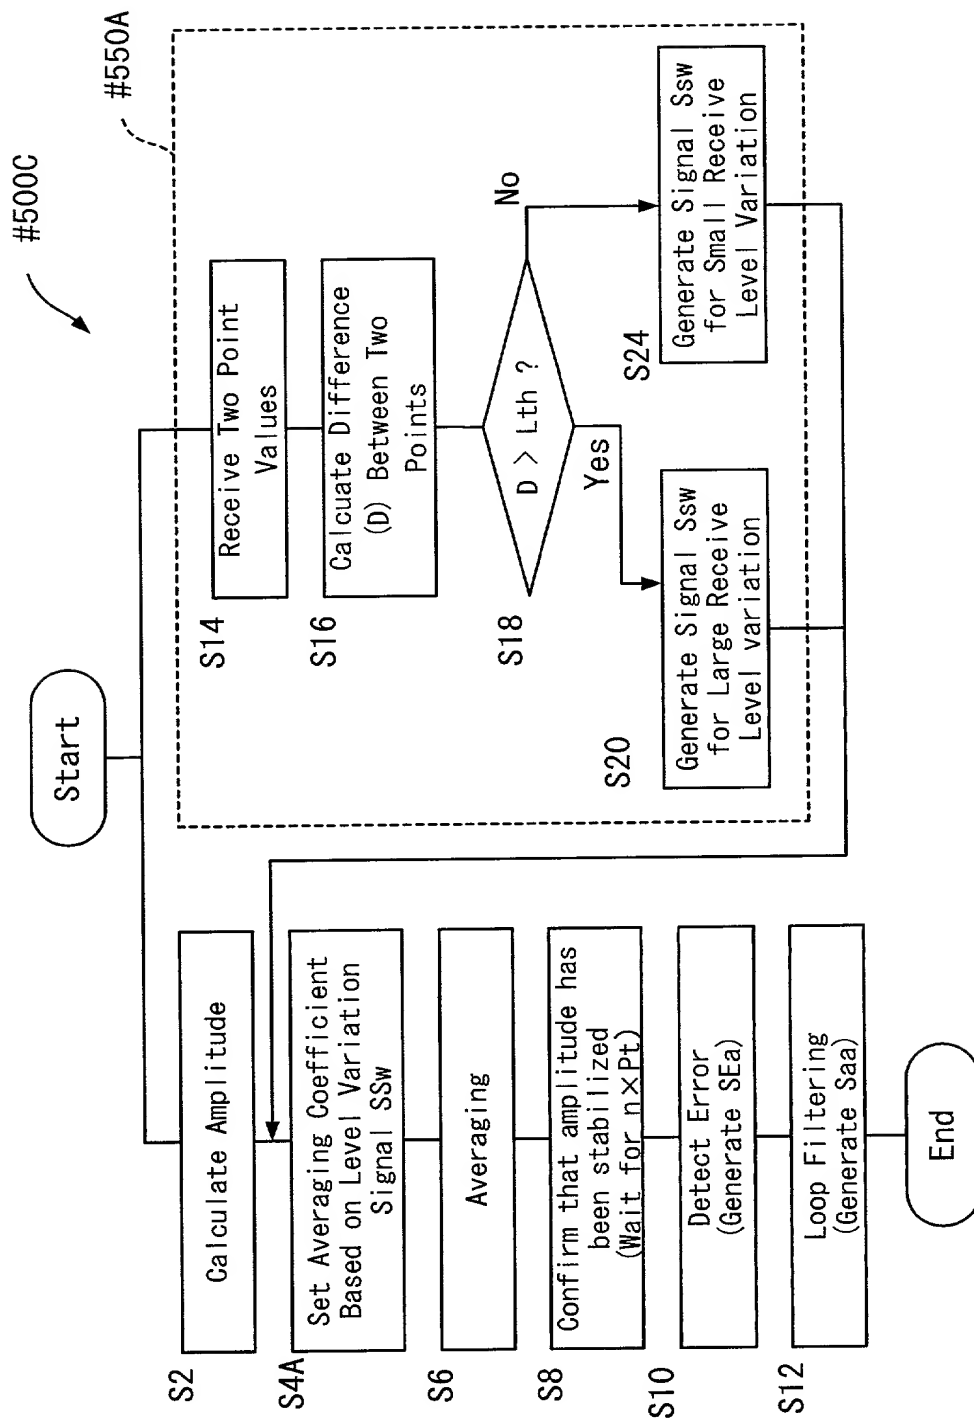 #500C
#550A
Start
S2
Calculate Amplitude
S4A
Set Averaging Coefficient
Based on Level Variation
Signal SSw
S6
Averaging
S8
Confirm that amplitude has
been stabilized
(Wait for n×Pt)
S10
Detect Error
(Generate SEa)
S12
Loop Filtering
(Generate Saa)
End
S14
Receive Two Point
Values
S16
Calcuate Difference
(D) Between Two
Points
S18
D > Lth ?
Yes
No
S20
Generate Signal Ssw
for Large Receive
Level variation
S24
Generate Signal Ssw
for Small Receive
Level Variation